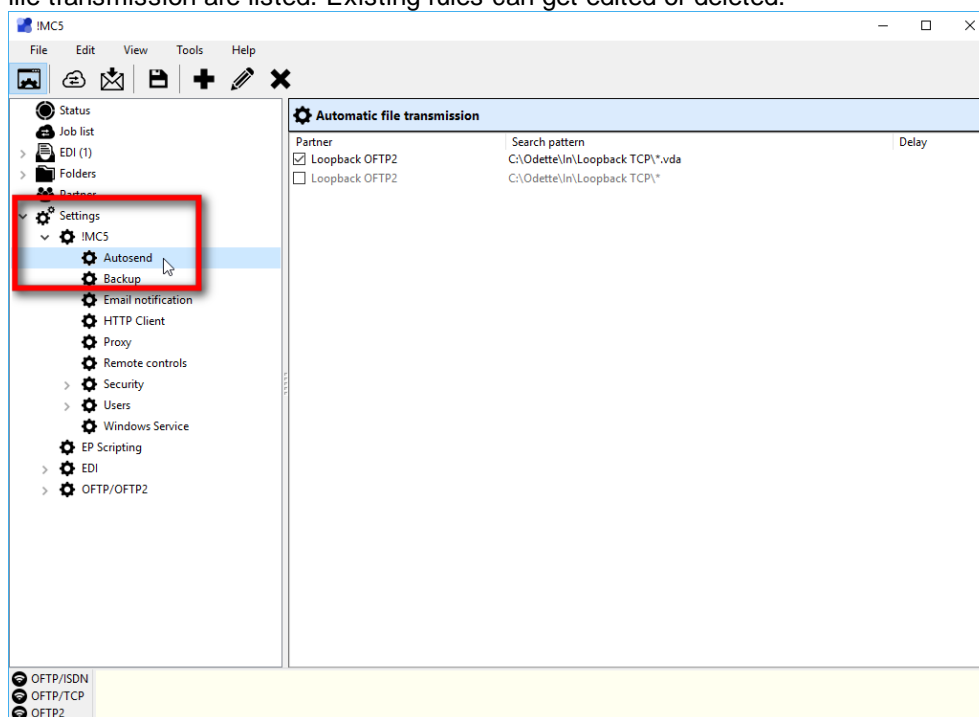 file transmission are listed. Existing rules can get edited or deleted.
!MC5
File Edit View Tools Help
Status
Job list
EDI (1)
Folders
Partner
Settings
!MC5
Autosend
Backup
Email notification
HTTP Client
Proxy
Remote controls
Security
Users
Windows Service
EP Scripting
EDI
OFTP/OFTP2
Automatic file transmission
Partner Search pattern Delay
Loopback OFTP2 C:\Odette\In\Loopback TCP\*.vda
Loopback OFTP2 C:\Odette\In\Loopback TCP\*
OFTP/ISDN
OFTP/TCP
OFTP2